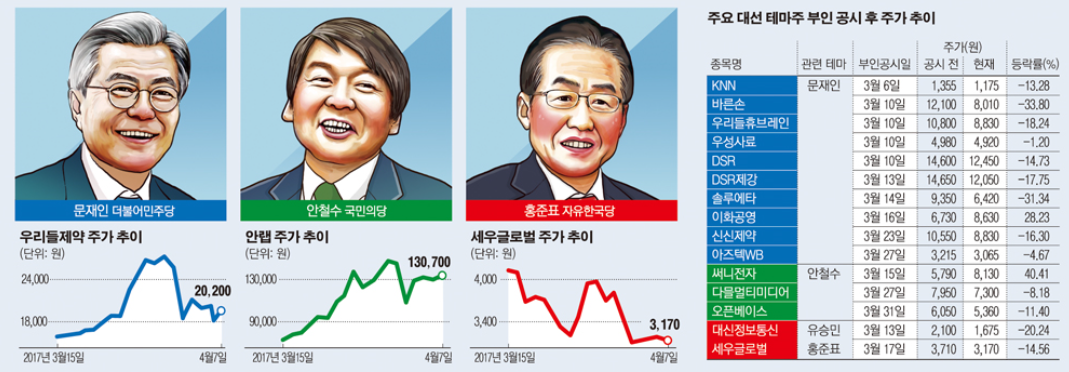 문재인 더불어민주당
안철수 국민의당
홍준표 자유한국당
우리들제약 주가 추이
(단위: 원)
24,000
18,000
20,200
2017년 3월15일
4월7일
안랩 주가 추이
(단위: 원)
130,000
90,000
130,700
2017년 3월15일
4월7일
세우글로벌 주가 추이
(단위: 원)
4,000
3,400
3,170
2017년 3월15일
4월7일
주요 대선 테마주 부인 공시 후 주가 추이
주가(원)
종목명 관련 테마 부인공시일 공시 전 현재 등락률(%)
KNN 문재인 3월 6일 1,355 1,175 −13.28
바른손 3월 10일 12,100 8,010 −33.80
우리들휴브레인 3월 10일 10,800 8,830 −18.24
우성사료 3월 10일 4,980 4,920 −1.20
DSR 3월 10일 14,600 12,450 −14.73
DSR제강 3월 13일 14,650 12,050 −17.75
솔루에타 3월 14일 9,350 6,420 −31.34
이화공영 3월 16일 6,730 8,630 28.23
신신제약 3월 23일 10,550 8,830 −16.30
아즈텍WB 3월 27일 3,215 3,065 −4.67
써니전자 안철수 3월 15일 5,790 8,130 40.41
다믈멀티미디어 3월 27일 7,950 7,300 −8.18
오픈베이스 3월 31일 6,050 5,360 −11.40
대신정보통신 유승민 3월 13일 2,100 1,675 −20.24
세우글로벌 홍준표 3월 17일 3,710 3,170 −14.56